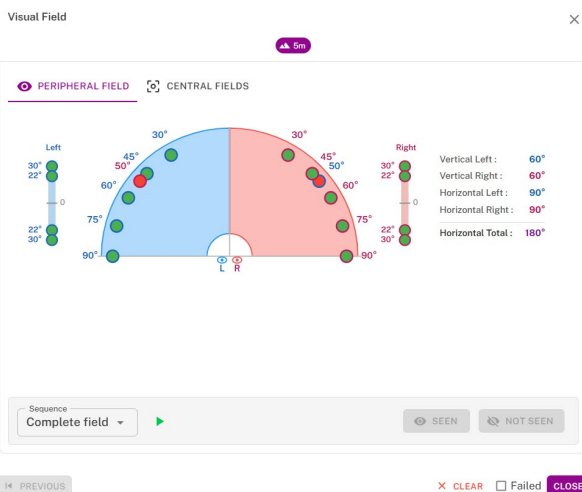 Visual Field
5m
PERIPHERAL FIELD
CENTRAL FIELDS
Left
30°
22°
0
22°
30°
30°
45°
50°
60°
75°
90°
30°
45°
50°
60°
75°
90°
L R
Right
30°
22°
0
22°
30°
Vertical Left : 60°
Vertical Right : 60°
Horizontal Left : 90°
Horizontal Right : 90°
Horizontal Total : 180°
Sequence
Complete field
SEEN
NOT SEEN
PREVIOUS
CLEAR
Failed
CLOSE